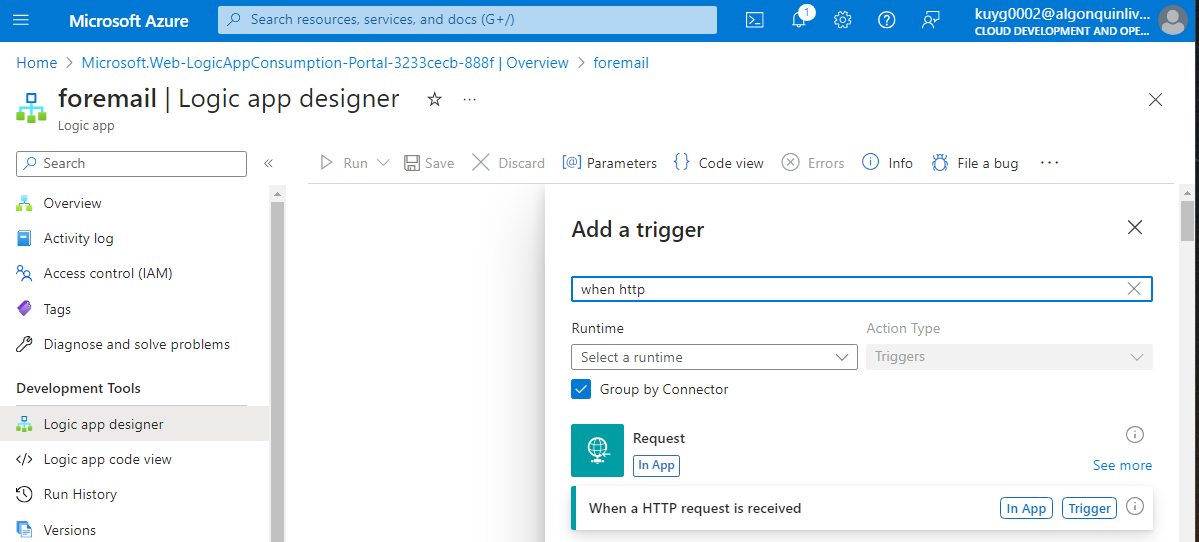 Microsoft Azure
Search resources, services, and docs (G+/)
1
kuyg0002@algonquinliv...
CLOUD DEVELOPMENT AND OPE...
Home > Microsoft.Web-LogicAppConsumption-Portal-3233cecb-888f | Overview > foremail
foremail | Logic app designer
Logic app
Search
«
Run
Save
Discard
[@] Parameters
{} Code view
Errors
Info
File a bug
...
Overview
Activity log
Access control (IAM)
Tags
Diagnose and solve problems
Development Tools
Logic app designer
Logic app code view
Run History
Versions
Add a trigger
when http
Runtime
Action Type
Select a runtime
Triggers
Group by Connector
Request
In App
See more
When a HTTP request is received
In App
Trigger